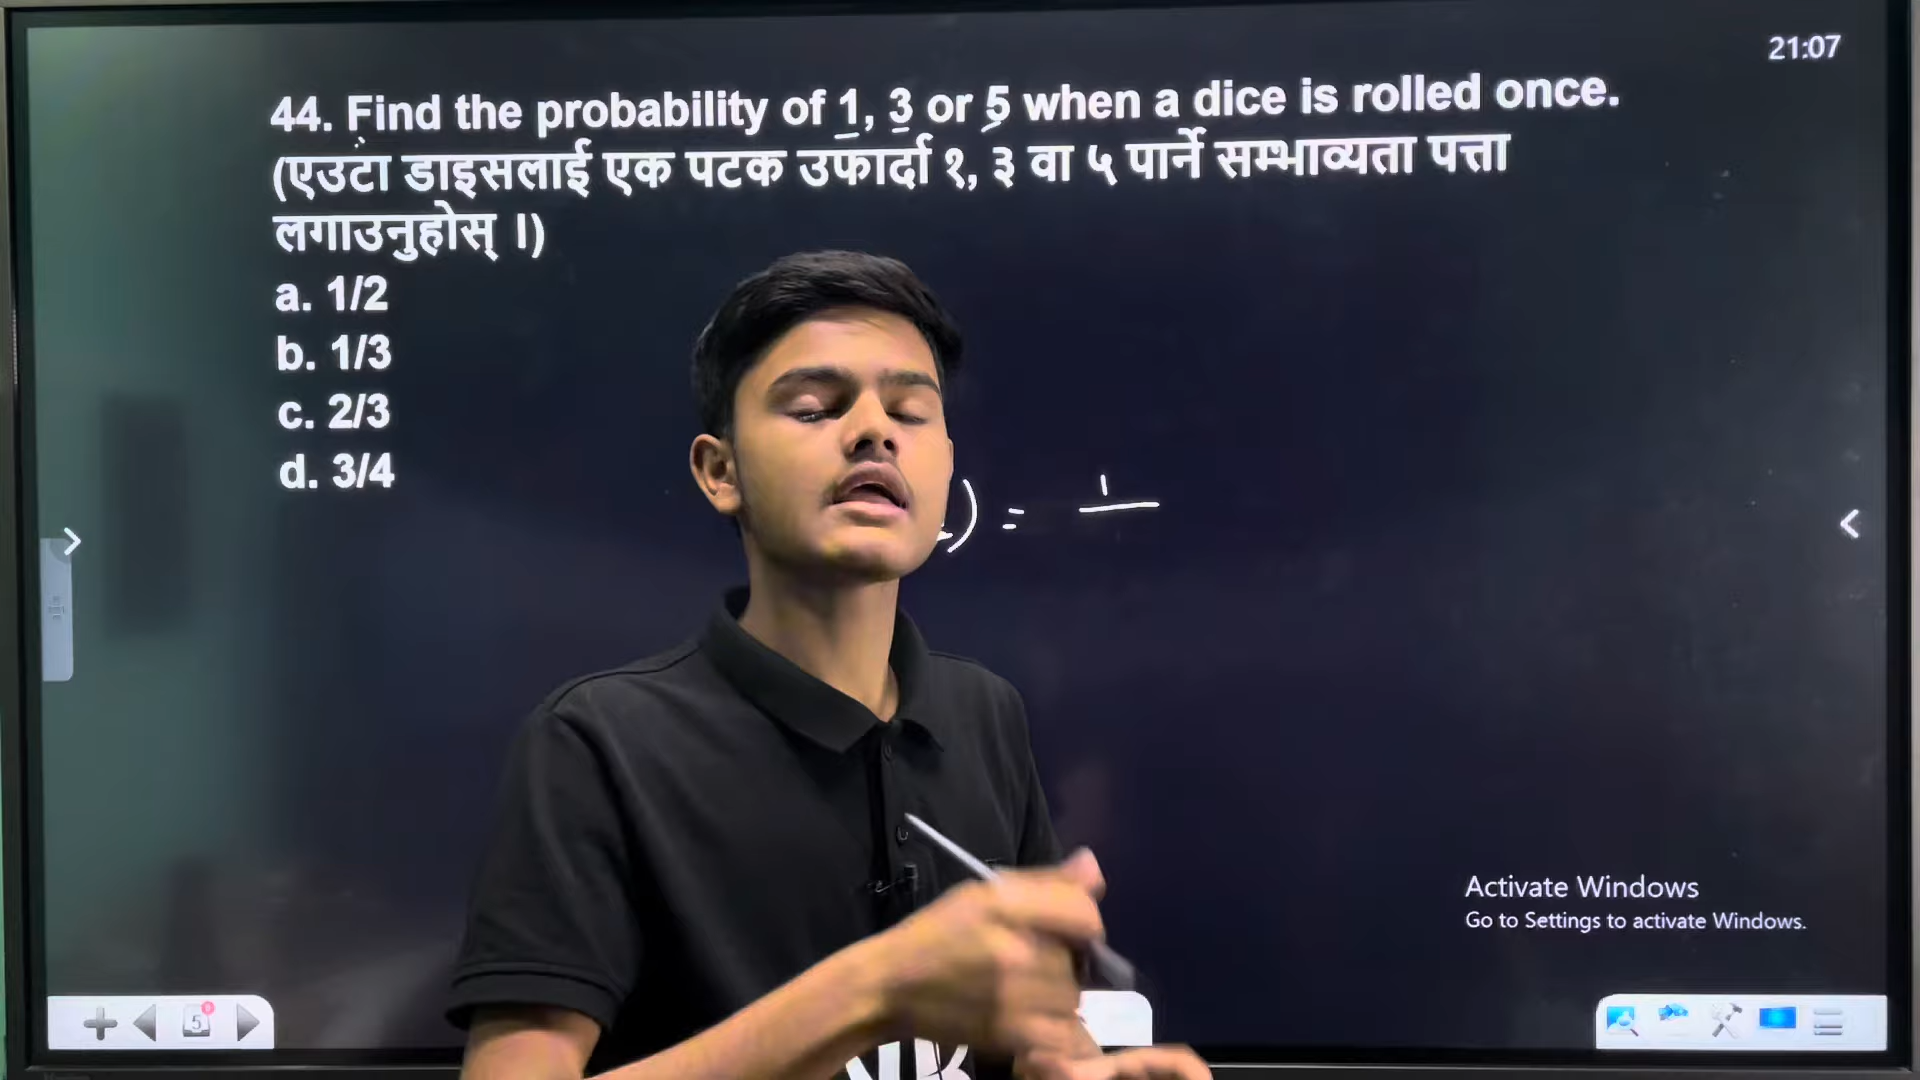 21:07
44. Find the probability of 1, 3 or 5 when a dice is rolled once.
(एउटा डाइसलाई एक पटक उफार्दा १, ३ वा ५ पार्ने सम्भाव्यता पत्ता
लगाउनुहोस् ।)
a. 1/2
b. 1/3
c. 2/3
d. 3/4
) = 1
Activate Windows
Go to Settings to activate Windows.
5